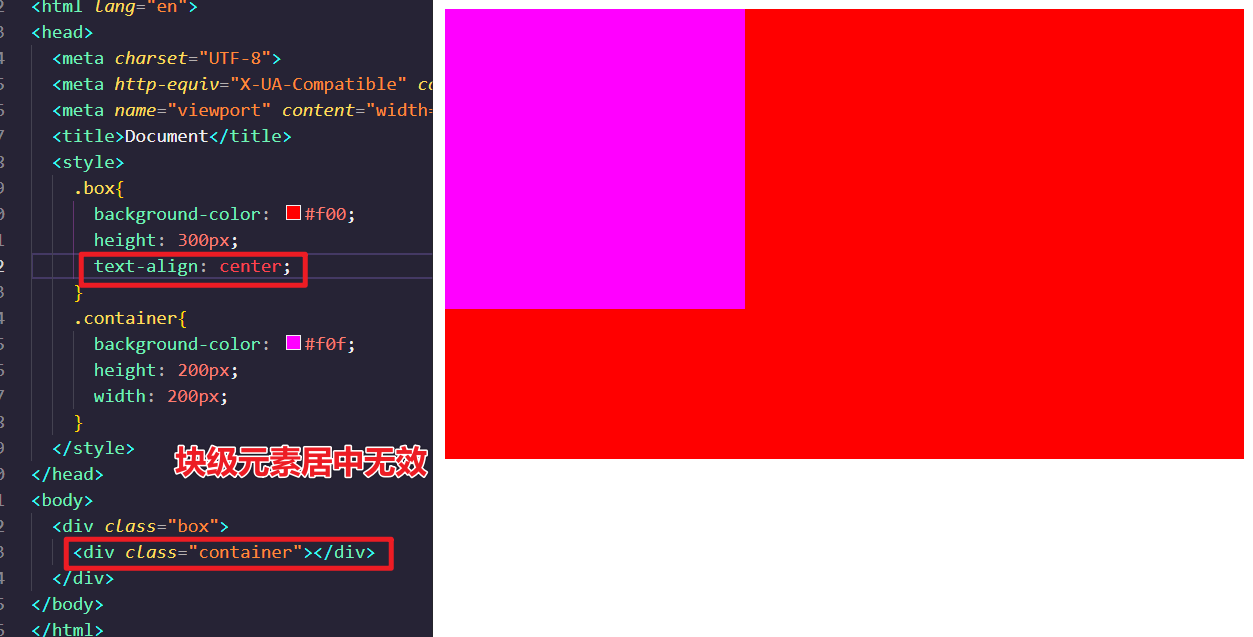 2 <html lang="en">
3 <head>
4 <meta charset="UTF-8">
5 <meta http-equiv="X-UA-Compatible" co
6 <meta name="viewport" content="width=
7 <title>Document</title>
8 <style>
9 .box{
0 background-color: #f00;
1 height: 300px;
2 text-align: center;
3 }
4 .container{
5 background-color: #f0f;
6 height: 200px;
7 width: 200px;
8 }
9 </style>
块级元素居中无效
0 </head>
1 <body>
2 <div class="box">
3 <div class="container"></div>
4 </div>
5 </body>
6 </html>